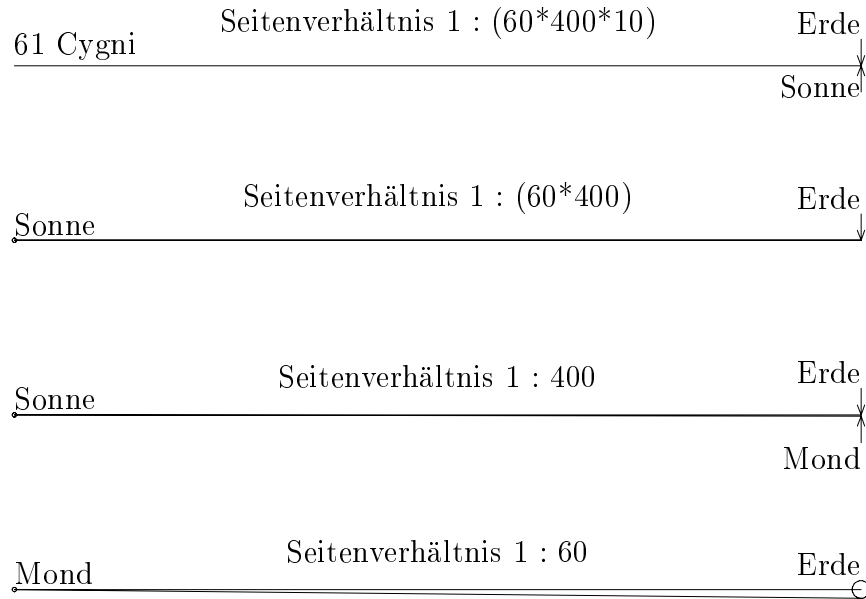 Seitenverhältnis 1 : (60*400*10)
Erde
61 Cygni
Sonne
Seitenverhältnis 1 : (60*400)
Erde
Sonne
Seitenverhältnis 1 : 400
Erde
Sonne
Mond
Seitenverhältnis 1 : 60
Erde
Mond